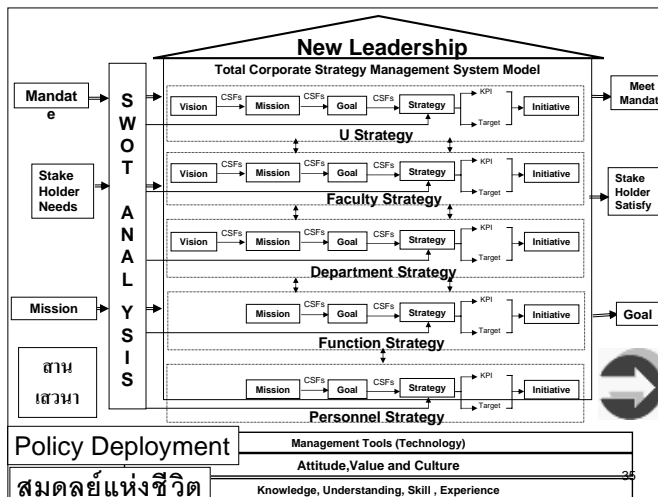 New Leadership
Total Corporate Strategy Management System Model
Mandat
e
Stake
Holder
Needs
Mission
สาน
เสวนา
S
W
O
T
A
N
A
L
Y
S
I
S
Vision CSFs Mission CSFs Goal CSFs Strategy KPI Target Initiative
U Strategy
Vision CSFs Mission CSFs Goal CSFs Strategy KPI Target Initiative
Faculty Strategy
Vision CSFs Mission CSFs Goal CSFs Strategy KPI Target Initiative
Department Strategy
Mission CSFs Goal CSFs Strategy KPI Target Initiative
Function Strategy
Mission CSFs Goal CSFs Strategy KPI Target Initiative
Personnel Strategy
Meet
Mandat
Stake
Holder
Satisfy
Goal
Policy Deployment
สมดลย์แห่งชีวิต
Management Tools (Technology)
Attitude,Value and Culture
Knowledge, Understanding, Skill , Experience
35